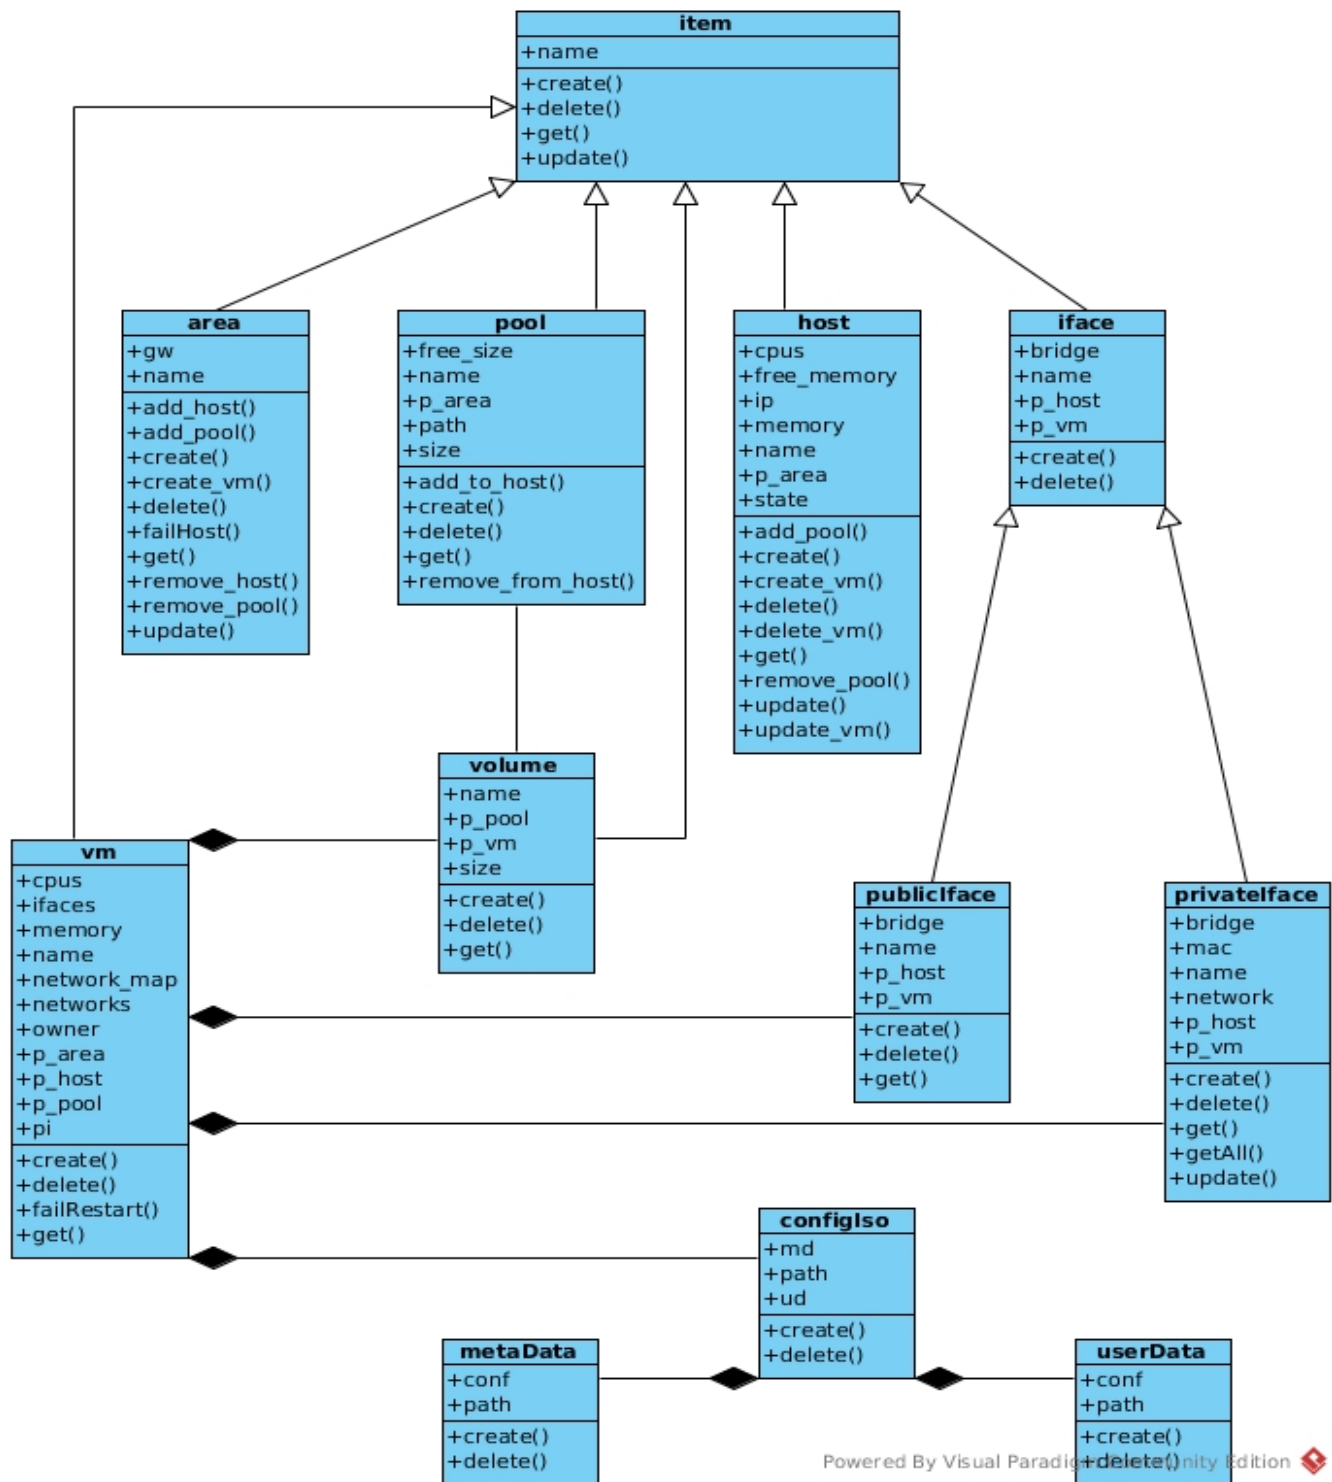 item
+name
+create()
+delete()
+get()
+update()
area
+gw
+name
+add_host()
+add_pool()
+create()
+create_vm()
+delete()
+failHost()
+get()
+remove_host()
+remove_pool()
+update()
pool
+free_size
+name
+p_area
+path
+size
+add_to_host()
+create()
+delete()
+get()
+remove_from_host()
host
+cpus
+free_memory
+ip
+memory
+name
+p_area
+state
+add_pool()
+create()
+create_vm()
+delete()
+delete_vm()
+get()
+remove_pool()
+update()
+update_vm()
iface
+bridge
+name
+p_host
+p_vm
+create()
+delete()
volume
+name
+p_pool
+p_vm
+size
+create()
+delete()
+get()
vm
+cpus
+ifaces
+memory
+name
+network_map
+networks
+owner
+p_area
+p_host
+p_pool
+pi
+create()
+delete()
+failRestart()
+get()
publicIface
+bridge
+name
+p_host
+p_vm
+create()
+delete()
+get()
privateIface
+bridge
+mac
+name
+network
+p_host
+p_vm
+create()
+delete()
+get()
+getAll()
+update()
configIso
+md
+path
+ud
+create()
+delete()
metaData
+conf
+path
+create()
+delete()
userData
+conf
+path
+create()
+delete()
Powered By Visual Paradigm Community Edition